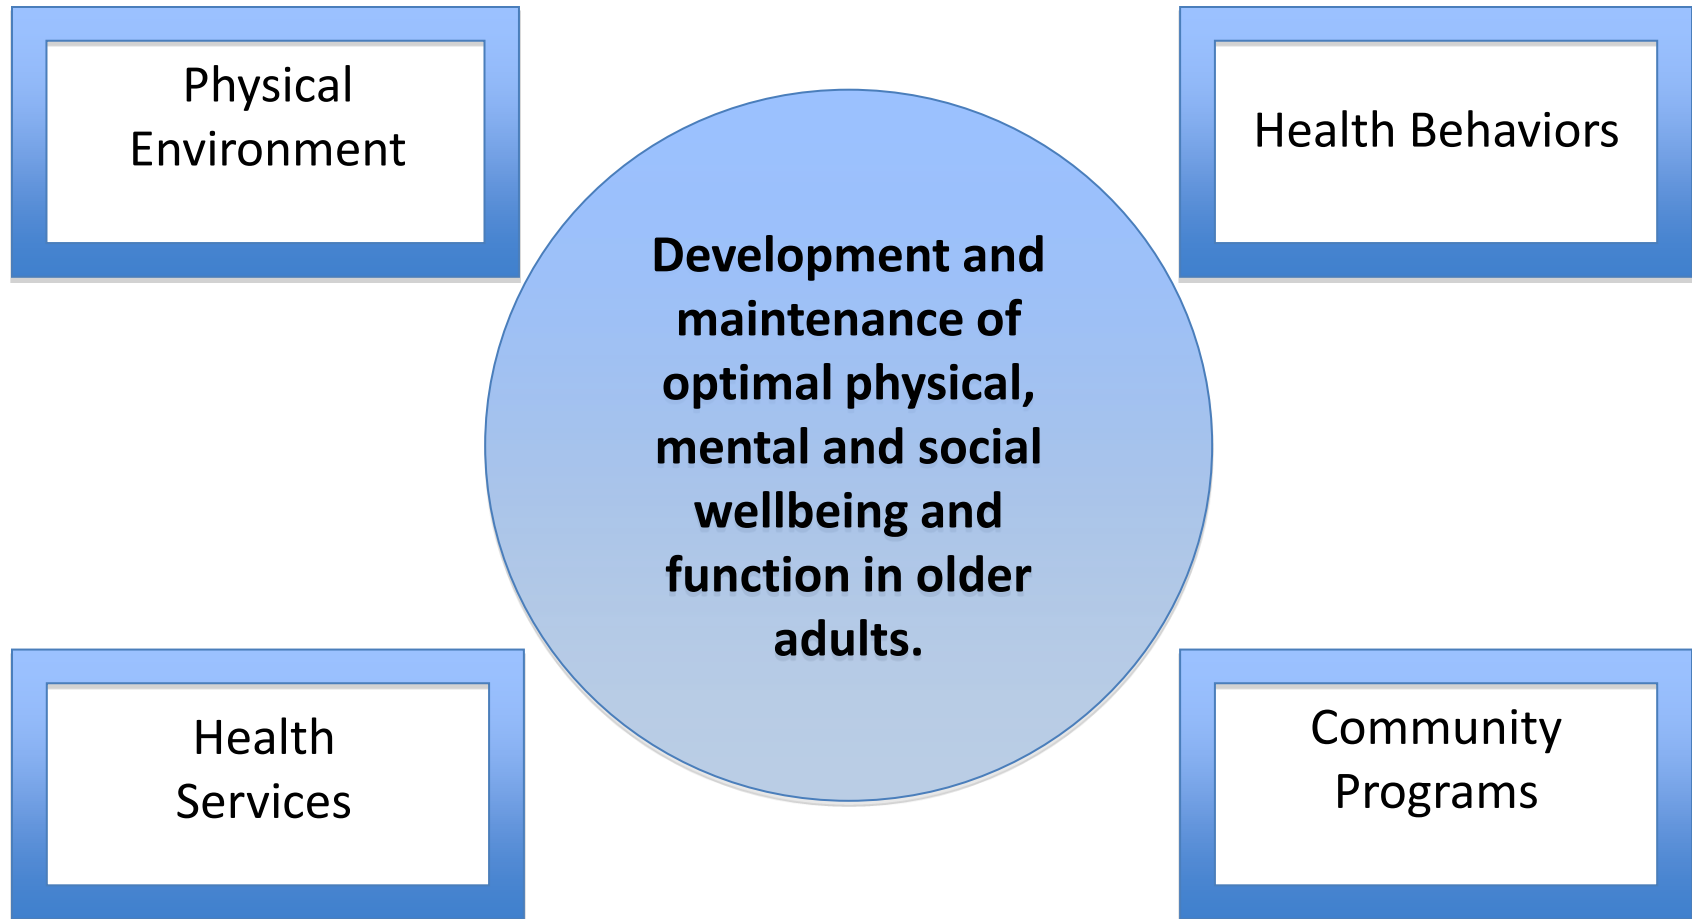 Physical
Environment
Health Behaviors
Development and
maintenance of
optimal physical,
mental and social
wellbeing and
function in older
adults.
Health
Services
Community
Programs